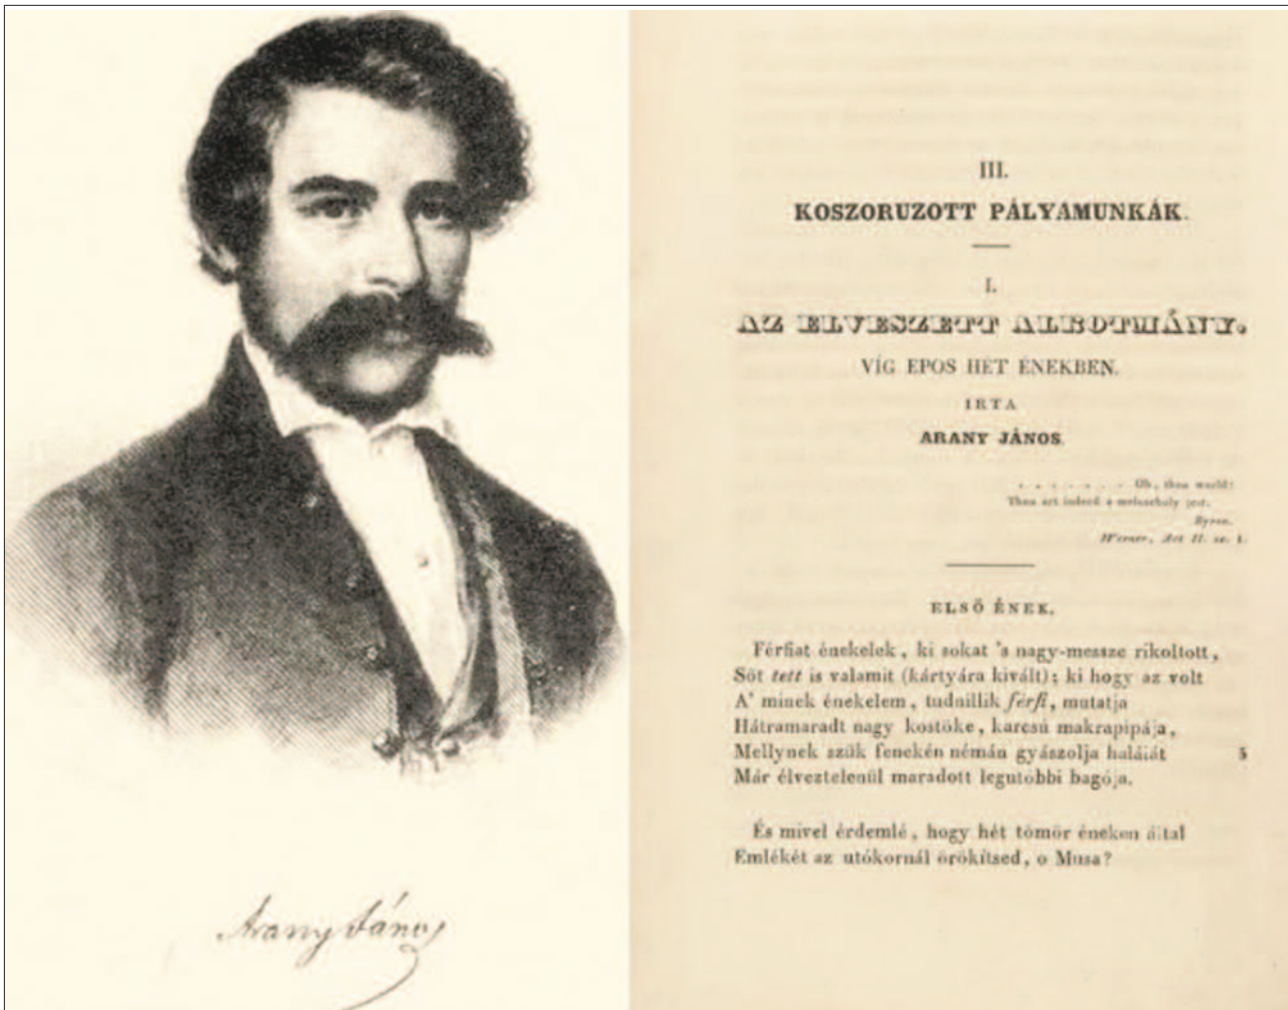 Arany János
III.
KOSZORUZOTT PÁLYAMUNKÁK.
I.
AZ ELVESZETT ALKOTMÁNY.
VÍG EPOS HÉT ÉNEKBEN.
IRTA
ARANY JÁNOS.
. . . . . . . Oh, thou world!
Thou art indeed a melancholy jest.
Byron.
Werner, Act II. sc. 1.
ELSŐ ÉNEK.
Férfiat énekelek, ki sokat 's nagy-messze rikoltott,
Sőt tett is valamit (kártyára kivált); ki hogy az volt
A' minek énekelem, tudniillik férfi, mutatja
Hátramaradt nagy kostöke, karcsú makrapipája,
Mellynek szük fenekén némán gyászolja halálát 5
Már élveztelenül maradott legutóbbi bagója.
És mivel érdemlé, hogy hét tömör éneken által
Emlékét az utókornál örökítsed, o Musa?